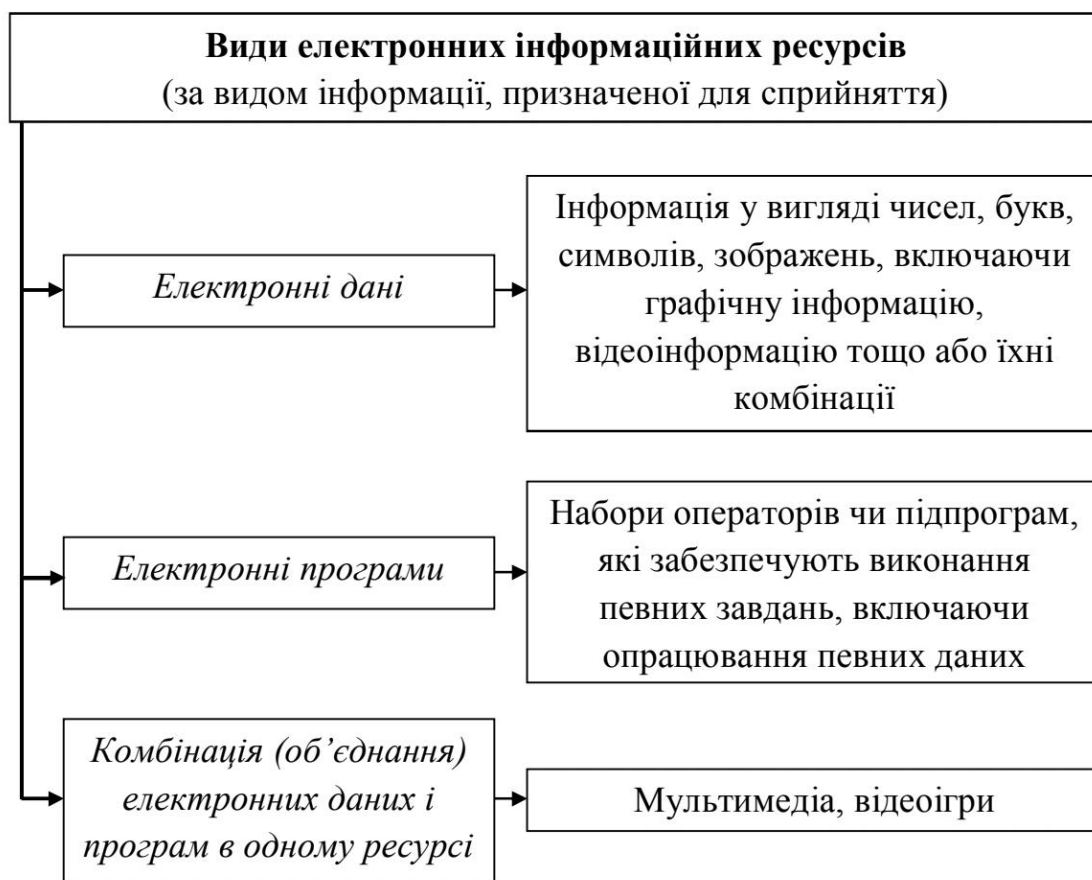 Види електронних інформаційних ресурсів
(за видом інформації, призначеної для сприйняття)
Електронні дані
Інформація у вигляді чисел, букв,
символів, зображень, включаючи
графічну інформацію,
відеоінформацію тощо або їхні
комбінації
Електронні програми
Набори операторів чи підпрограм,
які забезпечують виконання
певних завдань, включаючи
опрацювання певних даних
Комбінація (об’єднання)
електронних даних і
програм в одному ресурсі
Мультимедіа, відеоігри